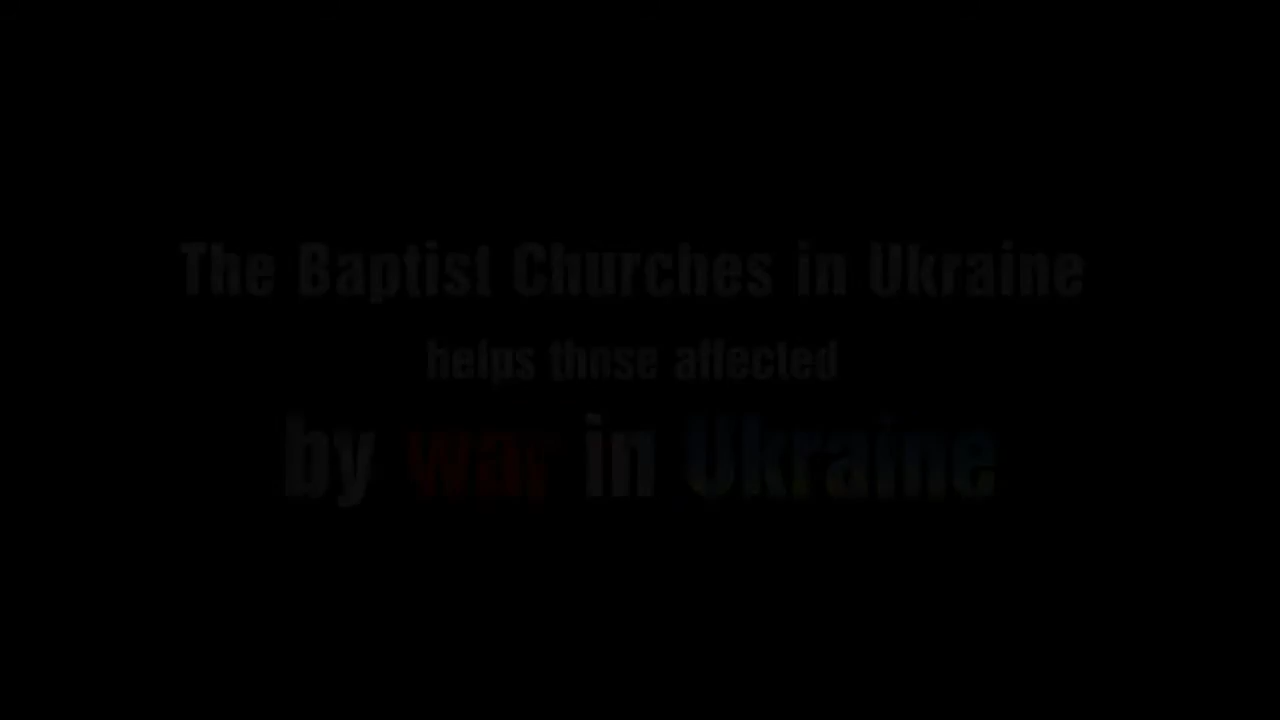 The Baptist Churches in Ukraine
helps those affected
by war in Ukraine